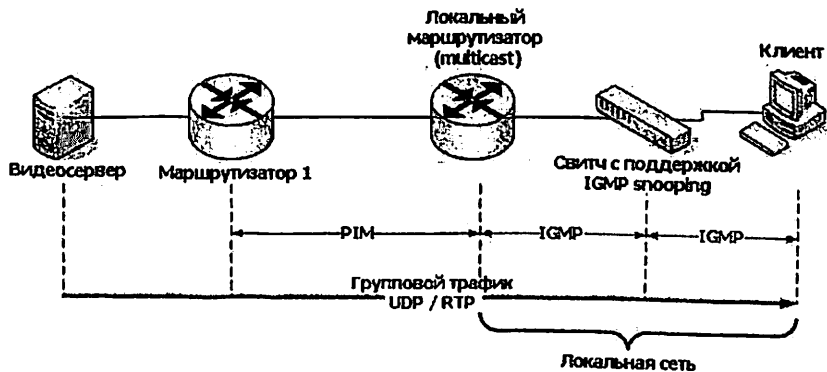 Локальный
маршрутизатор
(multicast)
Клиент
Видеосервер
Маршрутизатор 1
Свитч с поддержкой
IGMP snooping
PIM
IGMP
IGMP
Групповой трафик
UDP / RTP
Локальная сеть